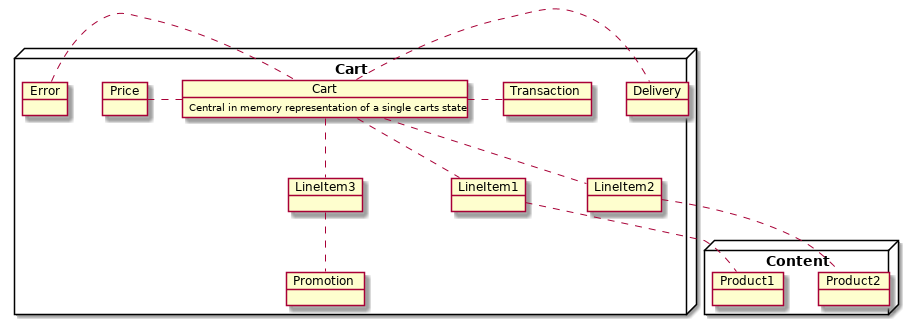 Cart
Error
Price
Cart
Central in memory representation of a single carts state
Transaction
Delivery
LineItem3
LineItem1
LineItem2
Content
Promotion
Product1
Product2